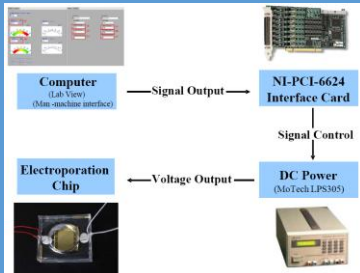 Computer
(Lab View)
(Man -machine interface)
Signal Output
NI-PCI-6624
Interface Card
Signal Control
DC Power
(MoTech LPS305)
Voltage Output
Electroporation
Chip